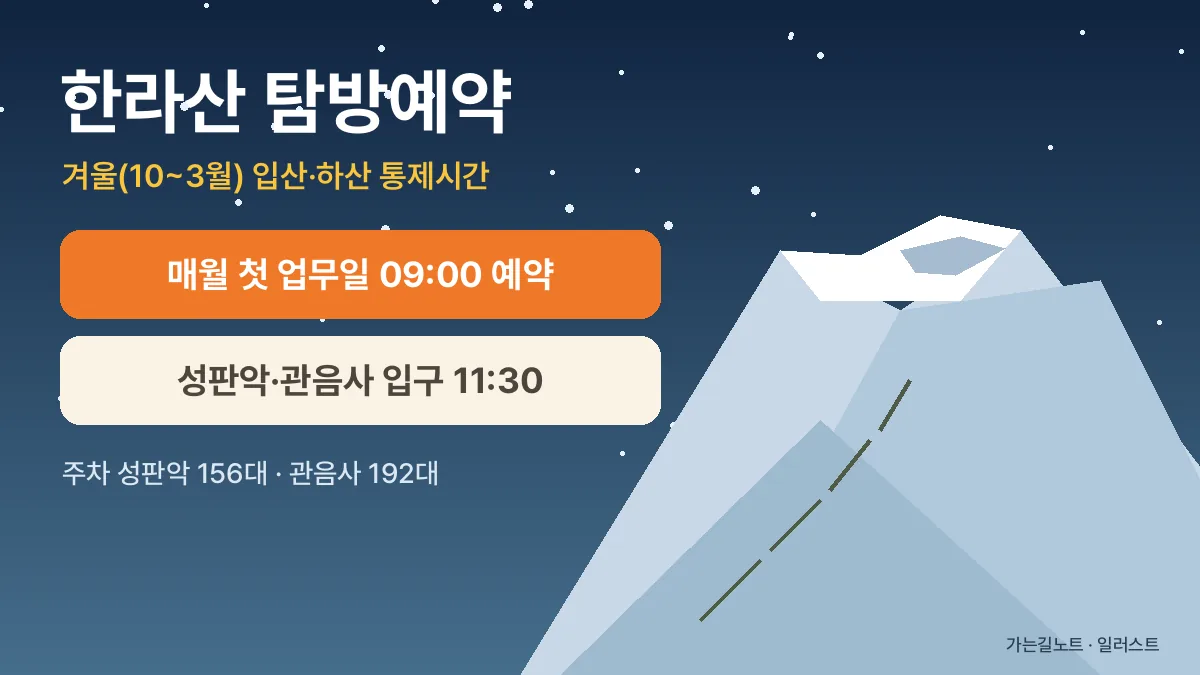 한라산 탐방예약
겨울(10~3월) 입산·하산 통제시간
매월 첫 업무일 09:00 예약
성판악·관음사 입구 11:30
주차 성판악 156대 · 관음사 192대
가는길노트 · 일러스트